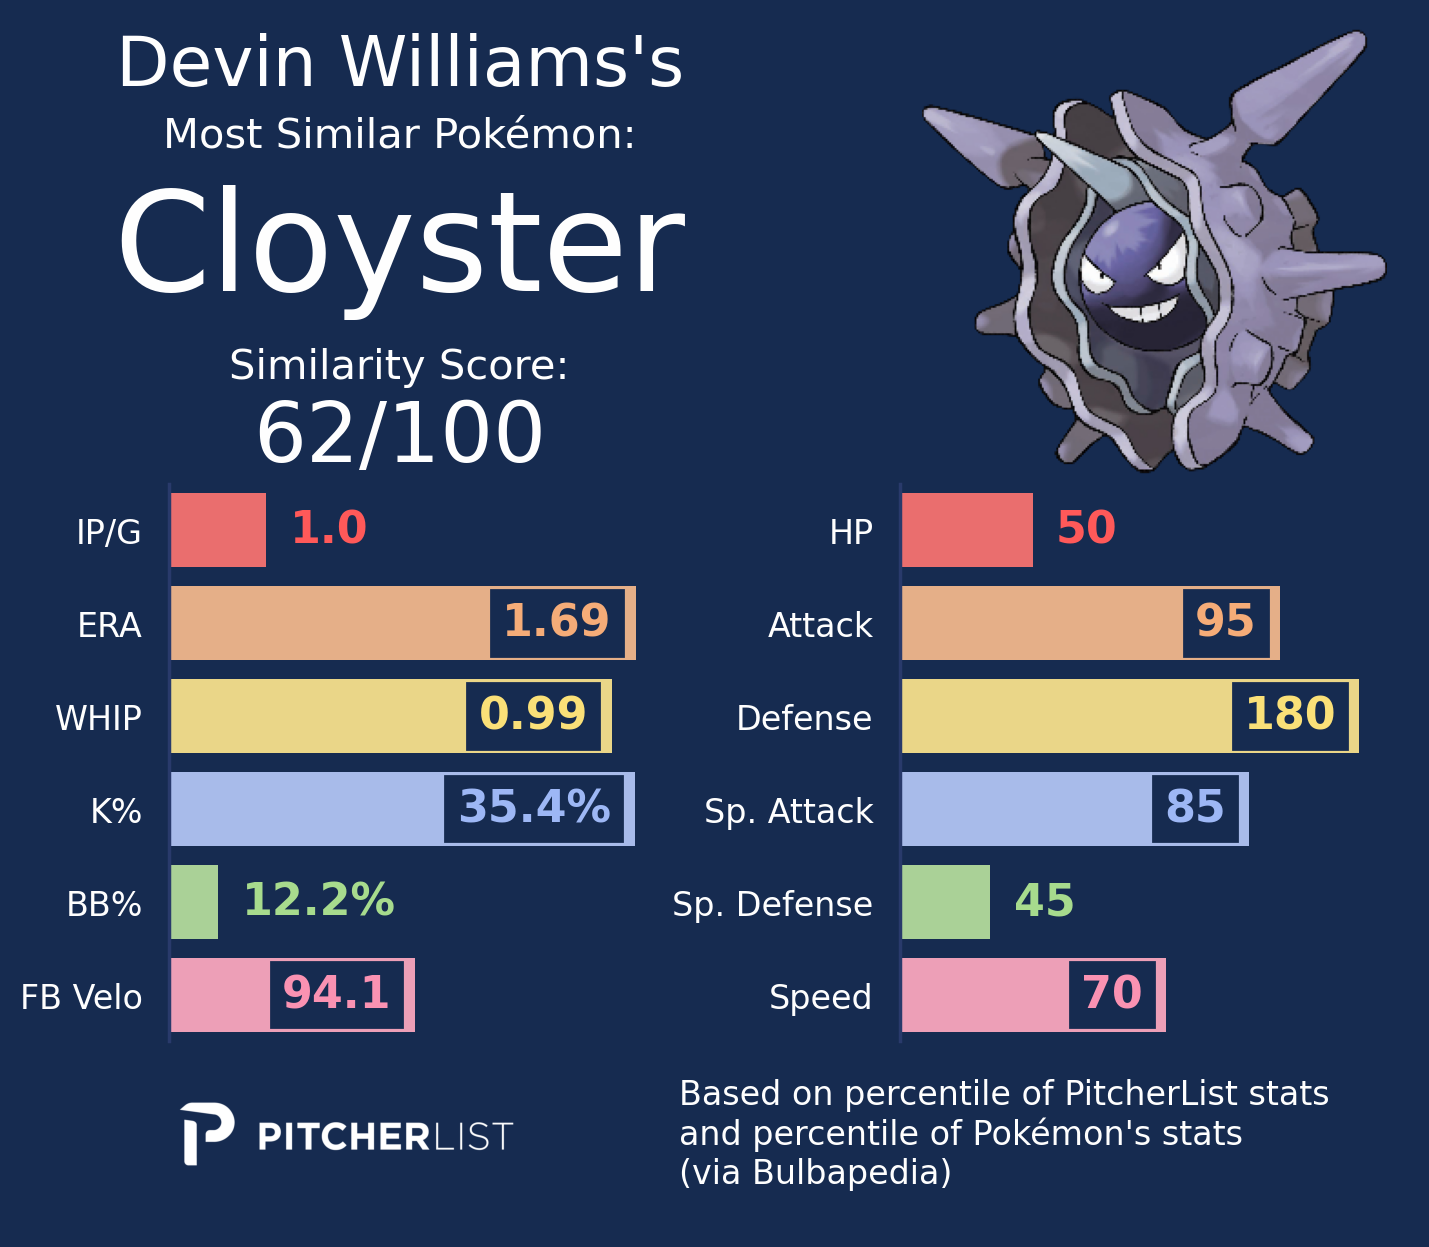 Devin Williams's
Most Similar Pokémon:
Cloyster
Similarity Score:
62/100
IP/G 1.0
ERA 1.69
WHIP 0.99
K% 35.4%
BB% 12.2%
FB Velo 94.1
HP 50
Attack 95
Defense 180
Sp. Attack 85
Sp. Defense 45
Speed 70
PITCHERLIST
Based on percentile of PitcherList stats
and percentile of Pokémon's stats
(via Bulbapedia)